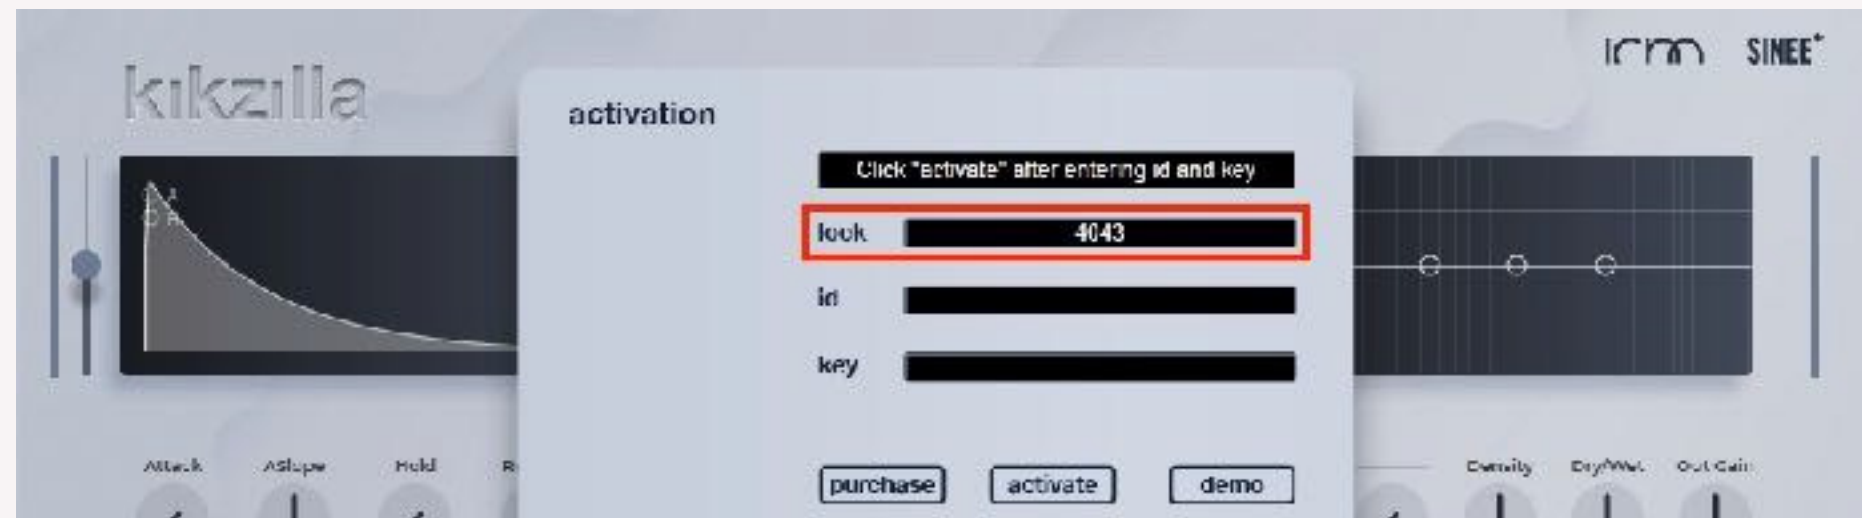 icm SINEE
kikzilla
activation
Click "activate" after entering id and key
lock 4043
id
key
Attack ASlope Hold Density Dry/Wet Out Gain
purchase activate demo